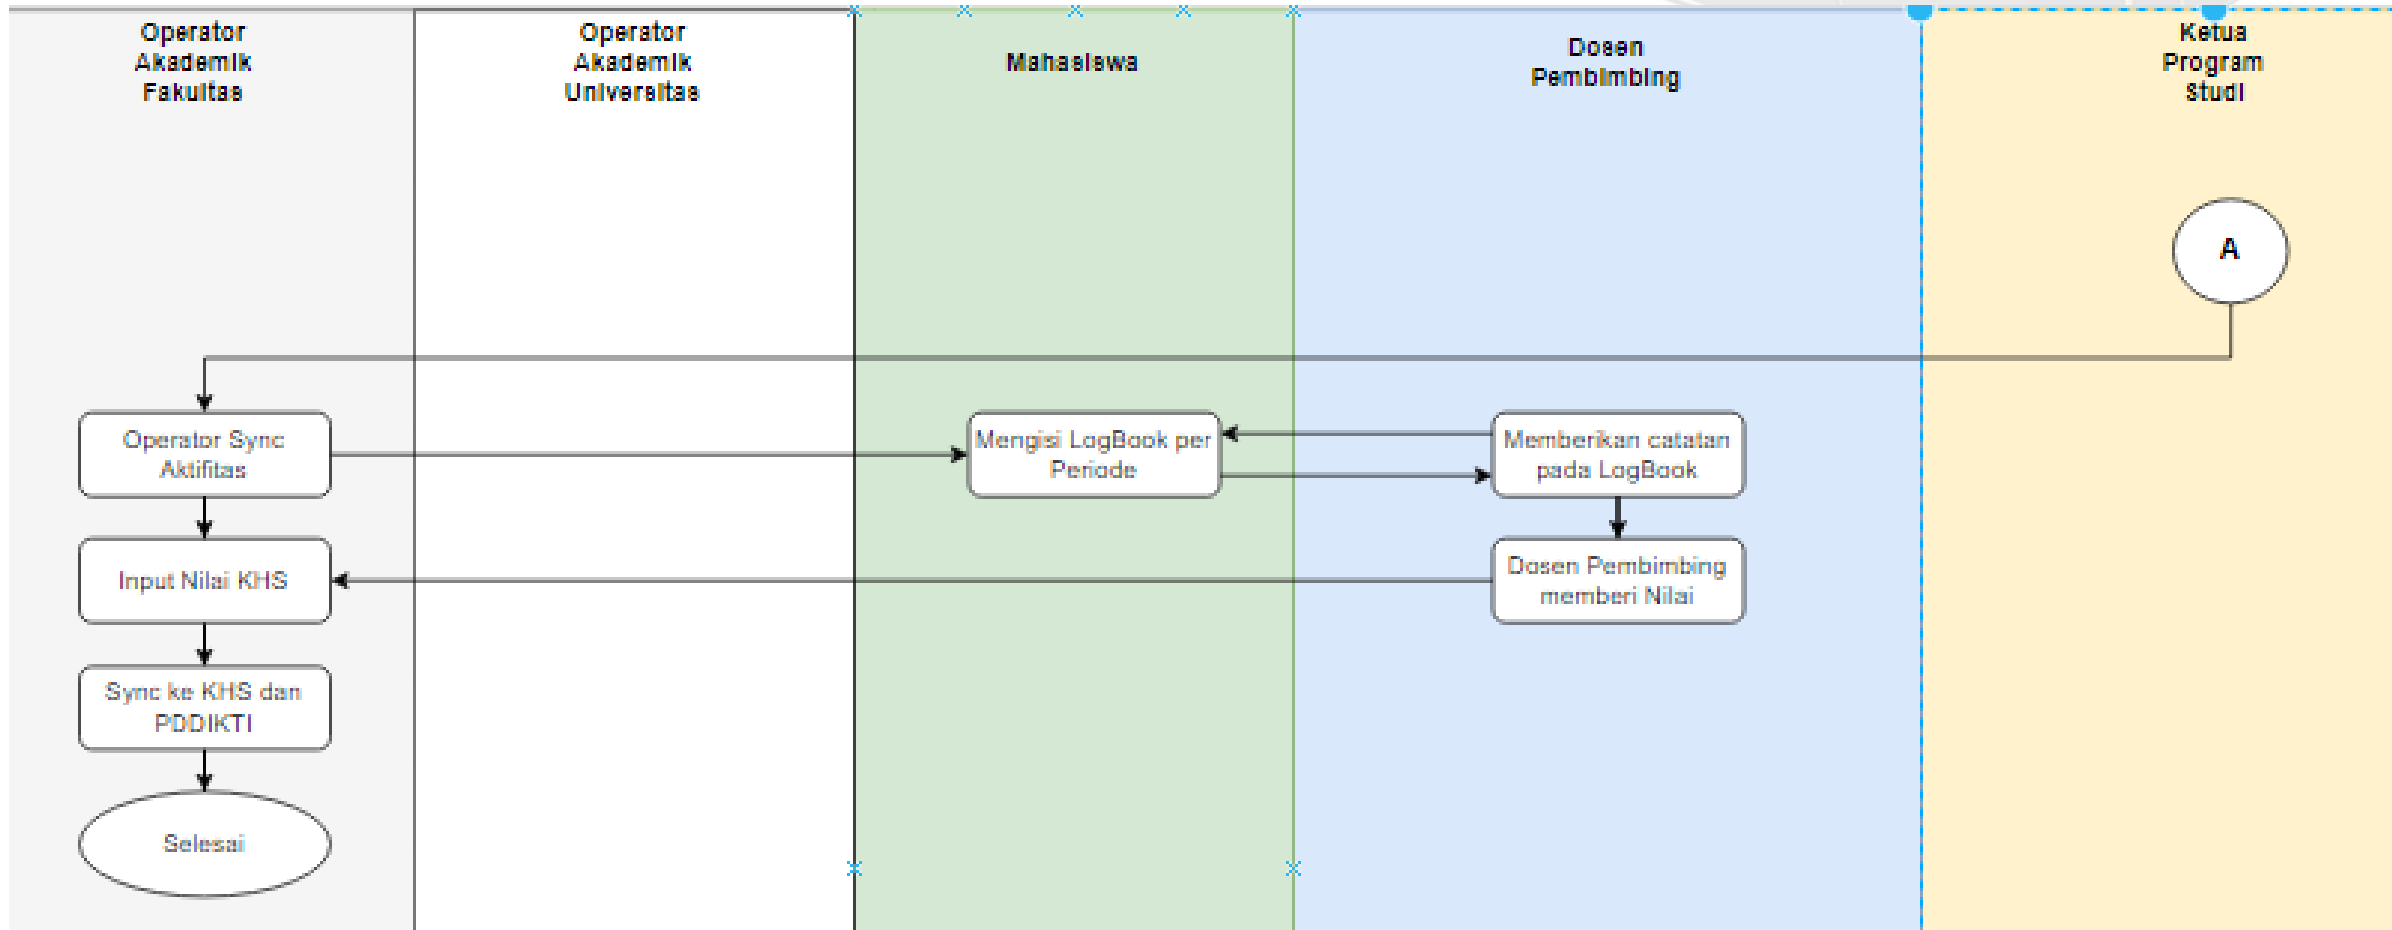 Operator
Akademik
Fakultas
Operator
Akademik
Universitas
Mahasiswa
Dosen
Pembimbing
Ketua
Program
Studi
A
Operator Sync
Aktifitas
Mengisi LogBook per
Periode
Memberikan catatan
pada LogBook
Input Nilai KHS
Dosen Pembimbing
memberi Nilai
Sync ke KHS dan
PDDIKTI
Selesai